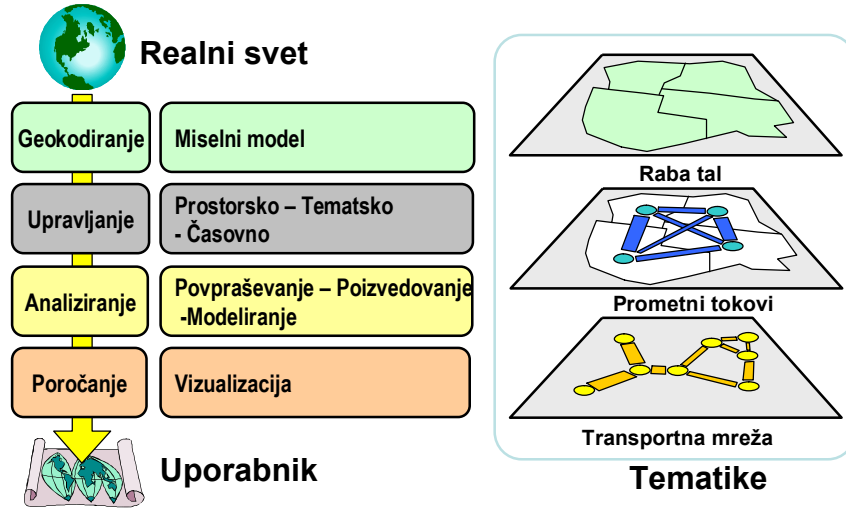 Realni svet
Geokodiranje
Miselni model
Upravljanje
Prostorsko – Tematsko
- Časovno
Analiziranje
Povpraševanje – Poizvedovanje
-Modeliranje
Poročanje
Vizualizacija
Uporabnik
Raba tal
Prometni tokovi
Transportna mreža
Tematike